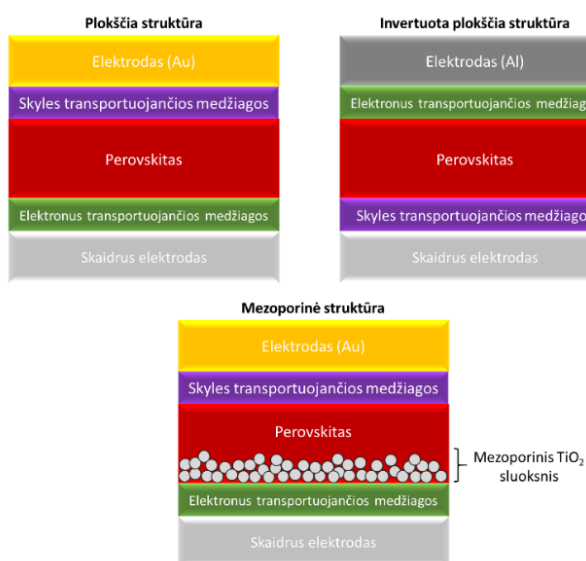 Plokščia struktūra
Elektrodas (Au)
Skyles transportuojančios medžiagos
Perovskitas
Elektronus transportuojančios medžiagos
Skaidrus elektrodas
Invertuota plokščia struktūra
Elektrodas (Al)
Elektronus transportuojančios medžiag
Perovskitas
Skyles transportuojančios medžiago
Skaidrus elektrodas
Mezoporinė struktūra
Elektrodas (Au)
Skyles transportuojančios medžiagos
Perovskitas
Mezoporinis TiO₂
sluoksnis
Elektronus transportuojančios medžiagos
Skaidrus elektrodas